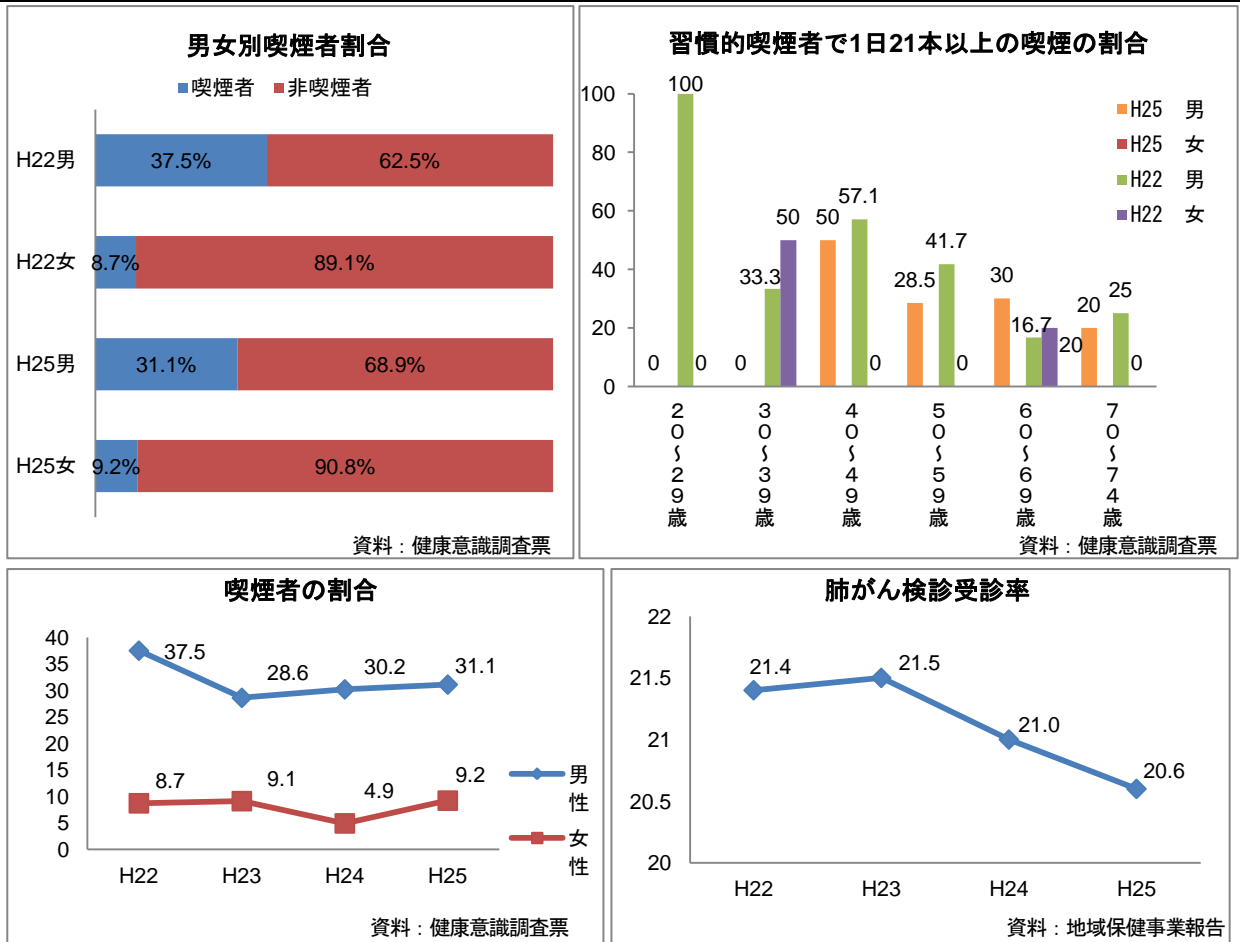 男女別喫煙者割合
喫煙者 非喫煙者
H22男 37.5% 62.5%
H22女 8.7% 89.1%
H25男 31.1% 68.9%
H25女 9.2% 90.8%
資料：健康意識調査票
習慣的喫煙者で1日21本以上の喫煙の割合
H25 男
H25 女
H22 男
H22 女
100
80
60
40
20
0
0 100 0
0 33.3 50
50 57.1 0
28.5 41.7 0
30 16.7 20
20 25 0
20～29歳
30～39歳
40～49歳
50～59歳
60～69歳
70～74歳
資料：健康意識調査票
喫煙者の割合
40
35
30
25
20
15
10
5
0
37.5 28.6 30.2 31.1
8.7 9.1 4.9 9.2
男性
女性
H22 H23 H24 H25
資料：健康意識調査票
肺がん検診受診率
22
21.5
21
20.5
20
21.4 21.5 21.0 20.6
H22 H23 H24 H25
資料：地域保健事業報告